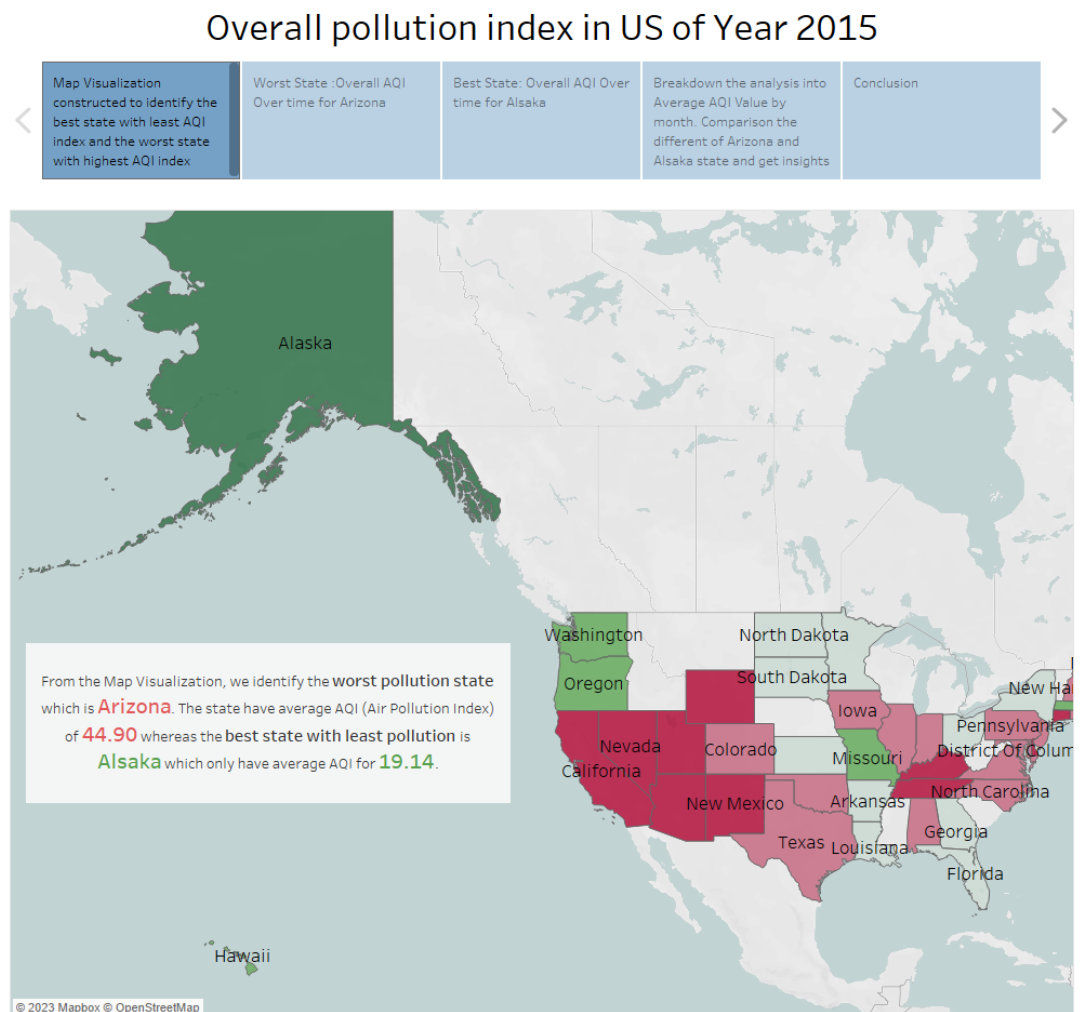 Overall pollution index in US of Year 2015
Map Visualization
constructed to identify the
best state with least AQI
index and the worst state
with highest AQI index
Worst State :Overall AQI
Over time for Arizona
Best State: Overall AQI Over
time for Alsaka
Breakdown the analysis into
Average AQI Value by
month. Comparison the
different of Arizona and
Alsaka state and get insights
Conclusion
Alaska
Washington
North Dakota
Oregon
South Dakota
New Ha
Iowa
Pennsylvania
Nevada
Colorado
Missouri
District Of Colum
California
New Mexico
Arkansas
North Carolina
Texas
Louisiana
Georgia
Florida
From the Map Visualization, we identify the worst pollution state
which is Arizona. The state have average AQI (Air Pollution Index)
of 44.90 whereas the best state with least pollution is
Alsaka which only have average AQI for 19.14.
Hawaii
© 2023 Mapbox © OpenStreetMap